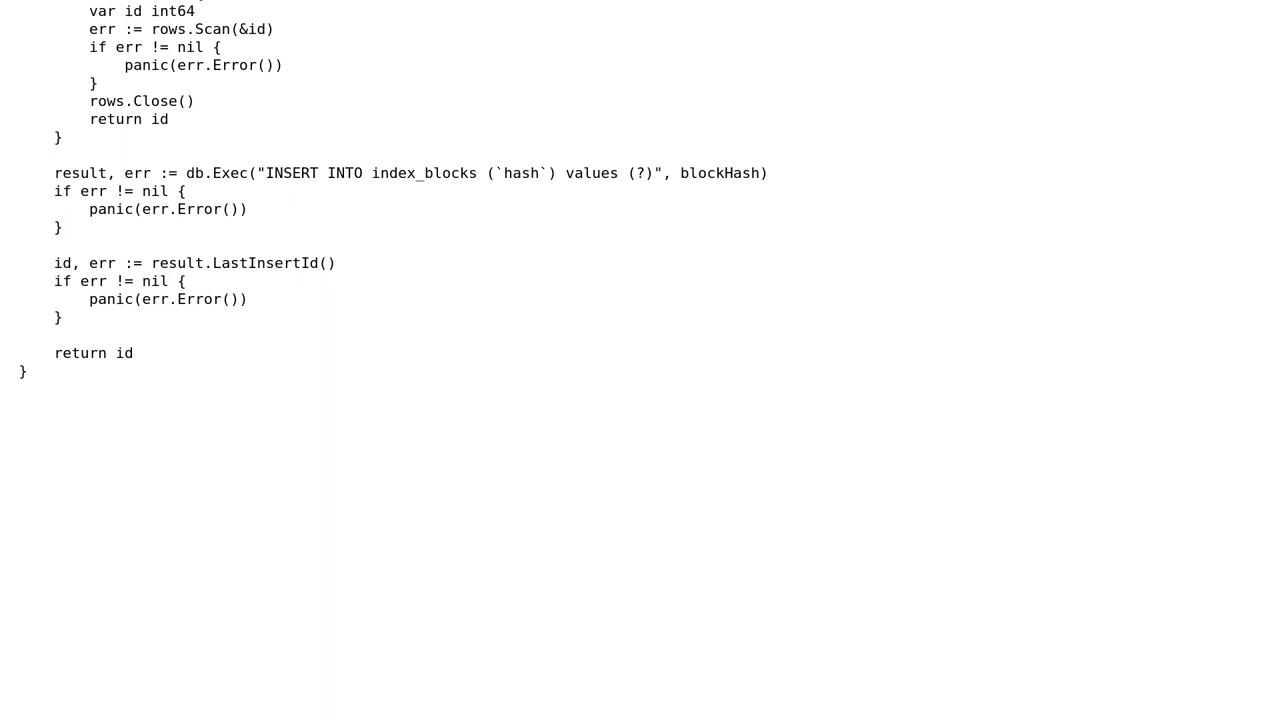 var id int64
err := rows.Scan(&id)
if err != nil {
panic(err.Error())
}
rows.Close()
return id
}
result, err := db.Exec("INSERT INTO index_blocks (`hash`) values (?)", blockHash)
if err != nil {
panic(err.Error())
}
id, err := result.LastInsertId()
if err != nil {
panic(err.Error())
}
return id
}